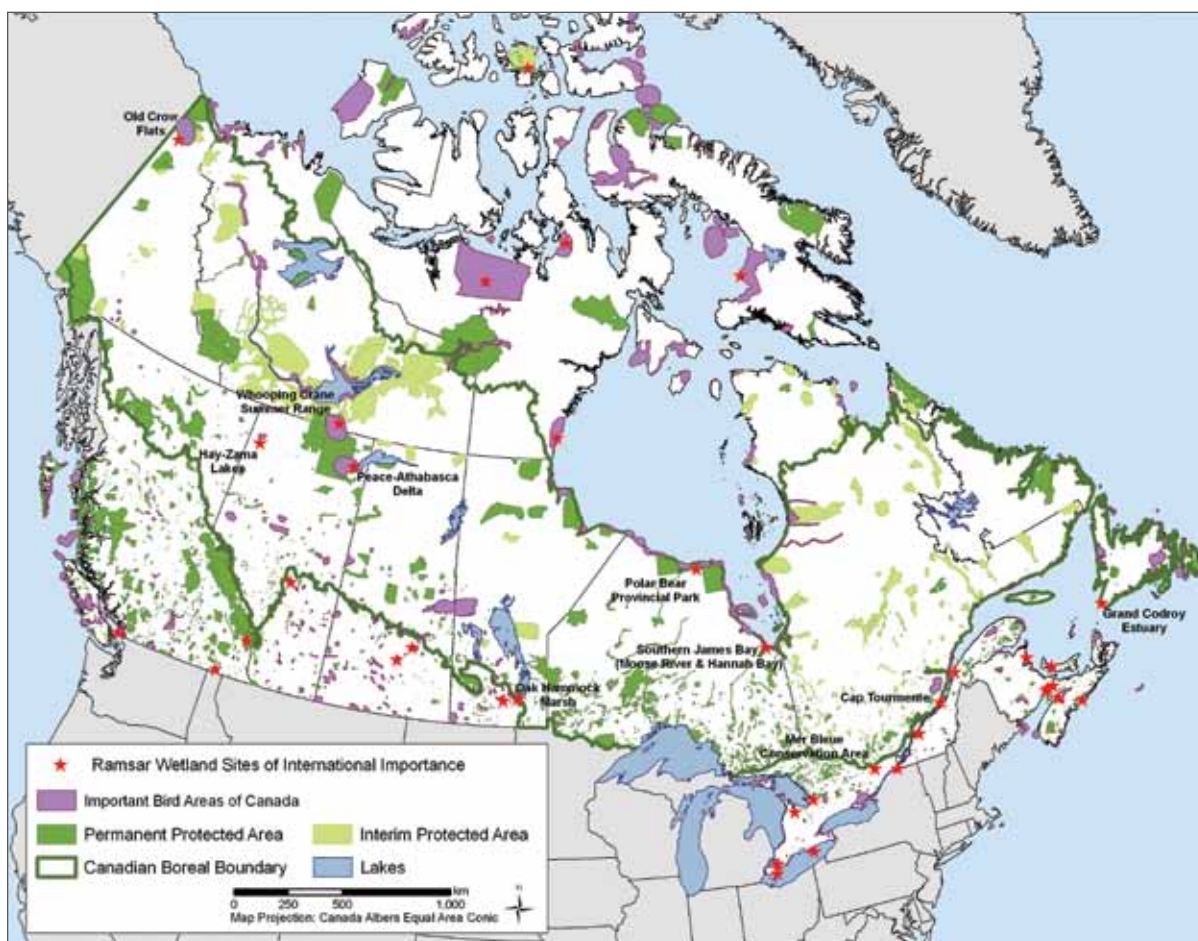 Old Crow
Flats
Whooping Crane
Summer Range
Hay-Zama
Lakes
Peace-Athabasca
Delta
Polar Bear
Provincial Park
Southern James Bay
(Moose River & Hannah Bay)
Grand Codroy
Estuary
Oak Hammock
Marsh
Cap Tourmente
Mer Bleue
Conservation Area
Ramsar Wetland Sites of International Importance
Important Bird Areas of Canada
Permanent Protected Area
Interim Protected Area
Canadian Boreal Boundary
Lakes
km
0 250 500 1,000
Map Projection: Canada Albers Equal Area Conic